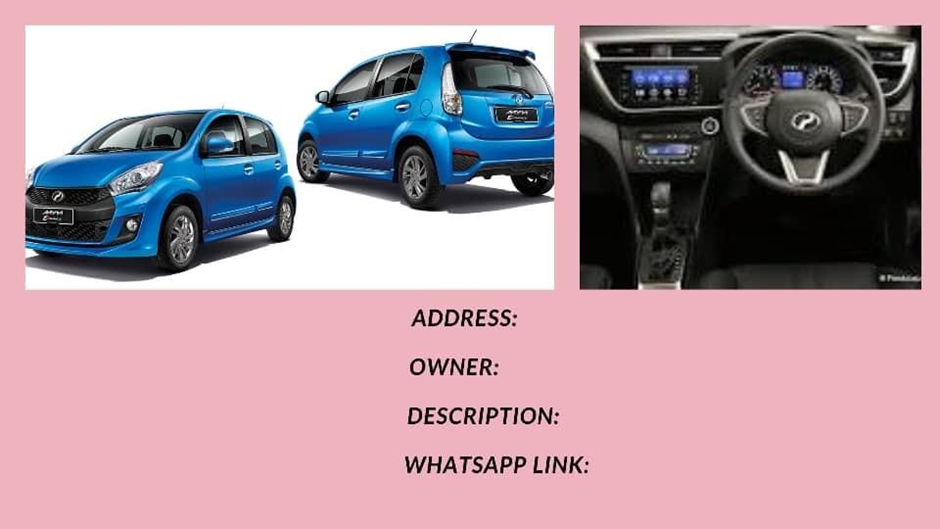 ADDRESS:
OWNER:
DESCRIPTION:
WHATSAPP LINK: